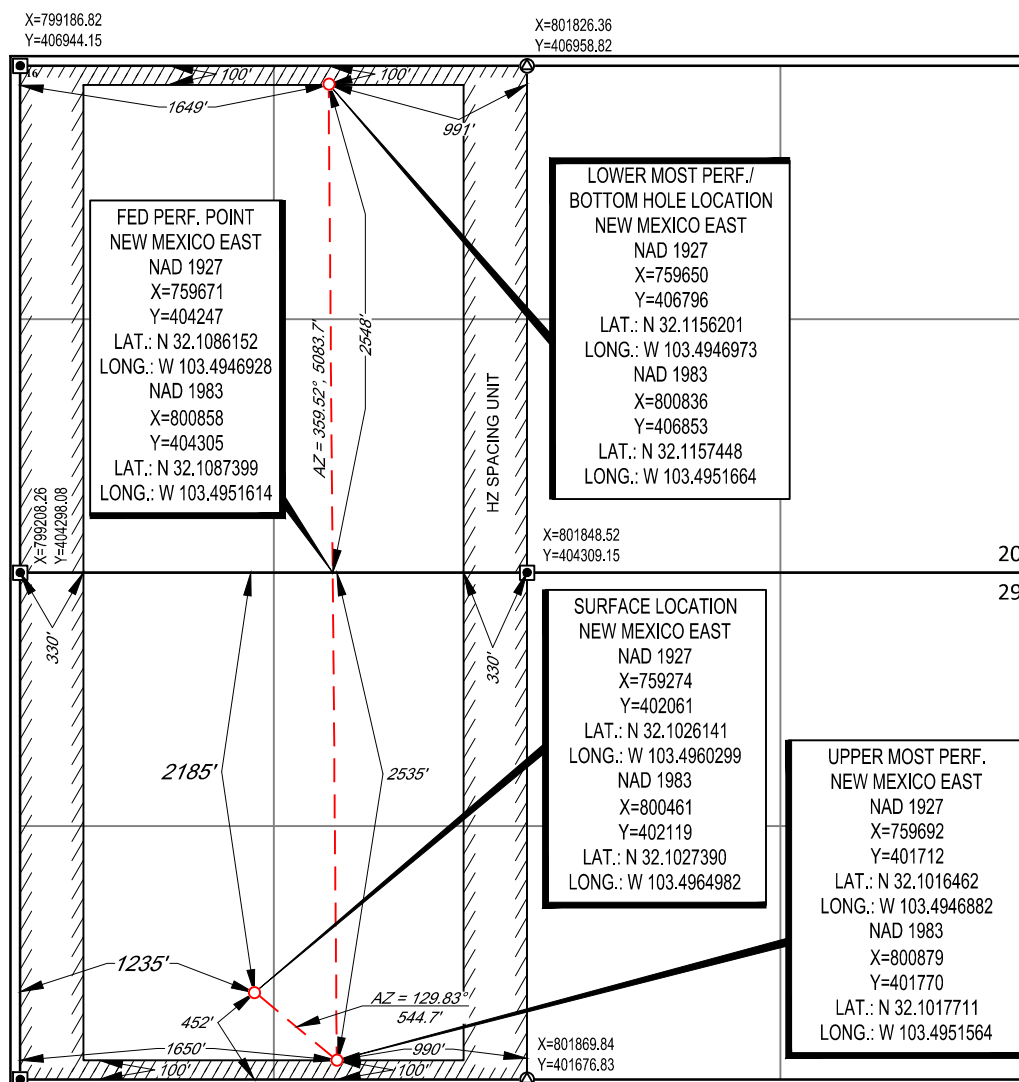 X=799186.82
Y=406944.15
X=801826.36
Y=406958.82
16
100'
100'
1649'
991'
LOWER MOST PERF./
BOTTOM HOLE LOCATION
NEW MEXICO EAST
NAD 1927
X=759650
Y=406796
LAT.: N 32.1156201
LONG.: W 103.4946973
NAD 1983
X=800836
Y=406853
LAT.: N 32.1157448
LONG.: W 103.4951664
FED PERF. POINT
NEW MEXICO EAST
NAD 1927
X=759671
Y=404247
LAT.: N 32.1086152
LONG.: W 103.4946928
NAD 1983
X=800858
Y=404305
LAT.: N 32.1087399
LONG.: W 103.4951614
AZ = 359.52°, 5083.7'
2548'
HZ SPACING UNIT
X=799208.26
Y=404298.08
X=801848.52
Y=404309.15
20
29
330'
330'
SURFACE LOCATION
NEW MEXICO EAST
NAD 1927
X=759274
Y=402061
LAT.: N 32.1026141
LONG.: W 103.4960299
NAD 1983
X=800461
Y=402119
LAT.: N 32.1027390
LONG.: W 103.4964982
2185'
2535'
UPPER MOST PERF.
NEW MEXICO EAST
NAD 1927
X=759692
Y=401712
LAT.: N 32.1016462
LONG.: W 103.4946882
NAD 1983
X=800879
Y=401770
LAT.: N 32.1017711
LONG.: W 103.4951564
1235'
AZ = 129.83°
544.7'
452'
1650'
990'
100'
100'
X=801869.84
Y=401676.83